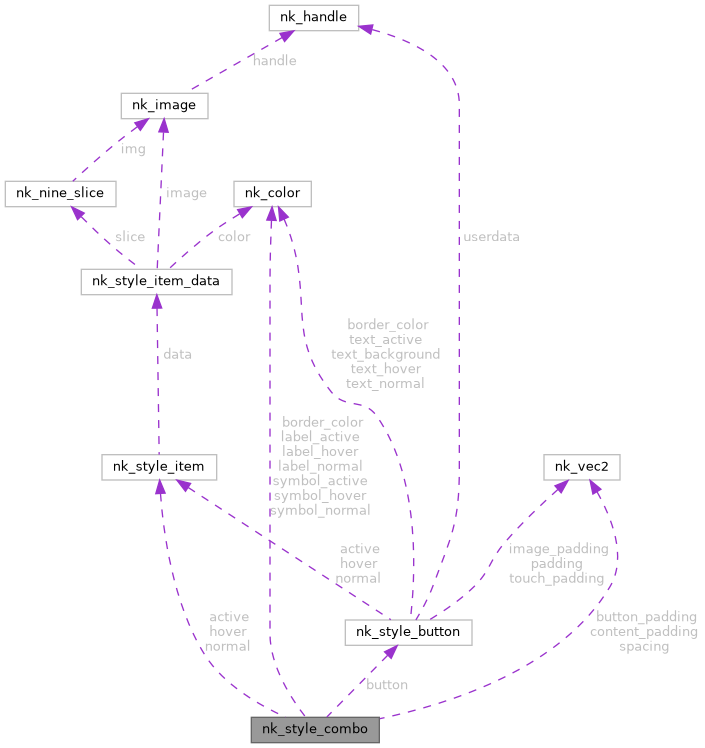 nk_handle
handle
nk_image
img
nk_nine_slice
image
nk_color
slice
color
userdata
nk_style_item_data
border_color
text_active
text_background
text_hover
text_normal
data
border_color
label_active
label_hover
label_normal
symbol_active
symbol_hover
symbol_normal
nk_style_item
nk_vec2
active
hover
normal
image_padding
padding
touch_padding
active
hover
normal
nk_style_button
button_padding
content_padding
spacing
button
nk_style_combo